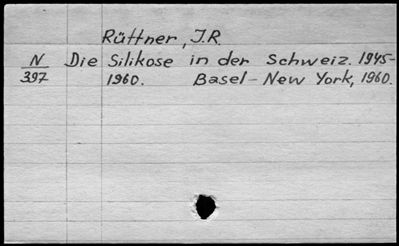 Rüttner, J.R.
N Die Silikose in der Schweiz. 1945-
397 1960. Basel - New York, 1960.